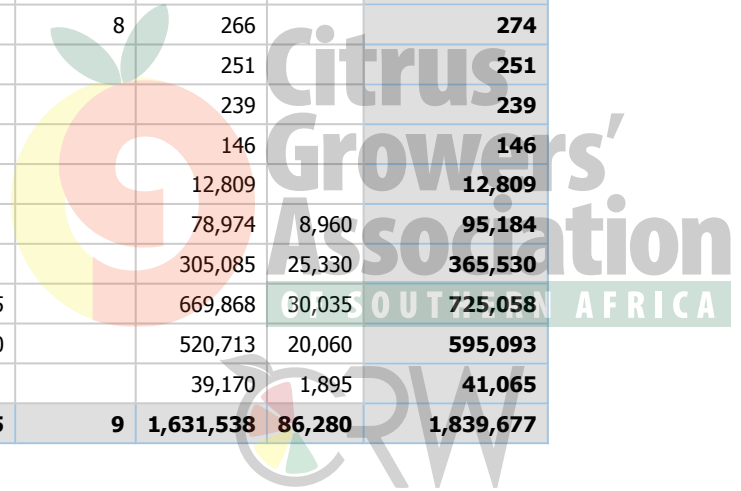 8 266 274
251 251
239 239
146 146
12,809 12,809
78,974 8,960 95,184
305,085 25,330 365,530
669,868 30,035 725,058
520,713 20,060 595,093
39,170 1,895 41,065
9 1,631,538 86,280 1,839,677
Citrus
Growers'
Association
OF SOUTHERN AFRICA
CRW